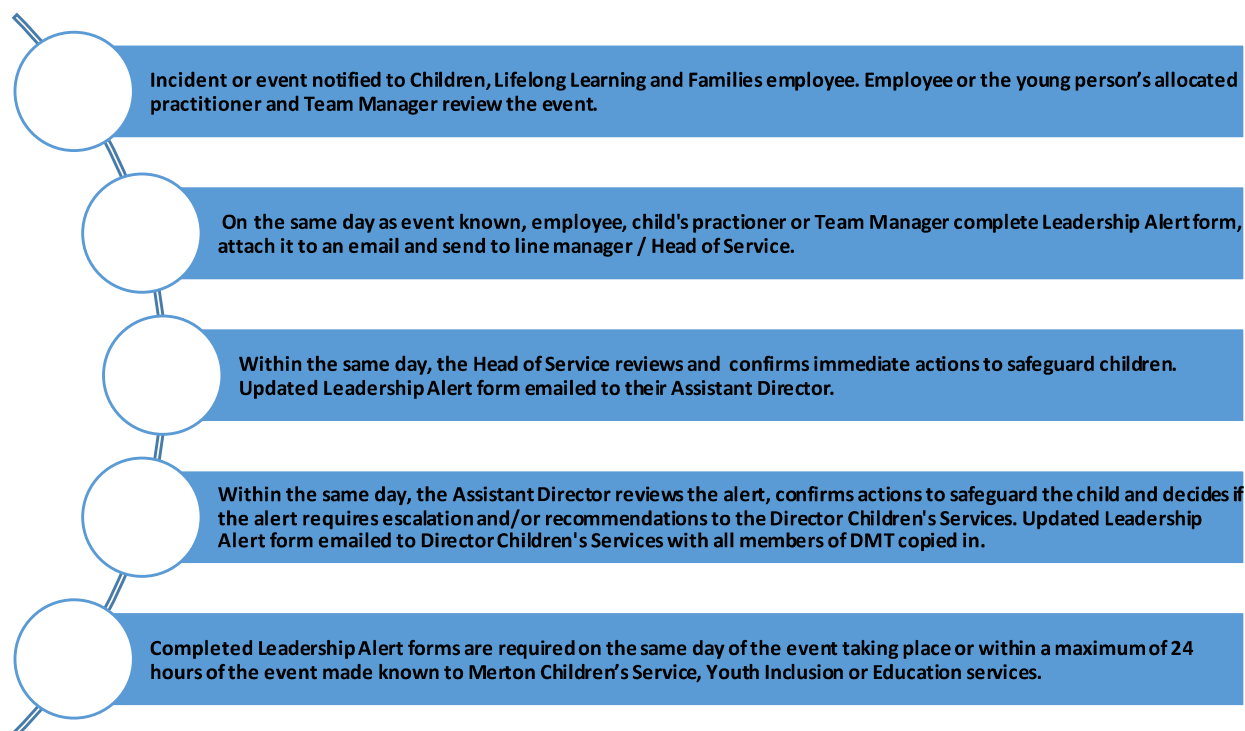 Incident or event notified to Children, Lifelong Learning and Families employee. Employee or the young person’s allocated
practitioner and Team Manager review the event.
On the same day as event known, employee, child's practioner or Team Manager complete Leadership Alert form,
attach it to an email and send to line manager / Head of Service.
Within the same day, the Head of Service reviews and confirms immediate actions to safeguard children.
Updated Leadership Alert form emailed to their Assistant Director.
Within the same day, the Assistant Director reviews the alert, confirms actions to safeguard the child and decides if
the alert requires escalation and/or recommendations to the Director Children's Services. Updated Leadership
Alert form emailed to Director Children's Services with all members of DMT copied in.
Completed Leadership Alert forms are required on the same day of the event taking place or within a maximum of 24
hours of the event made known to Merton Children’s Service, Youth Inclusion or Education services.